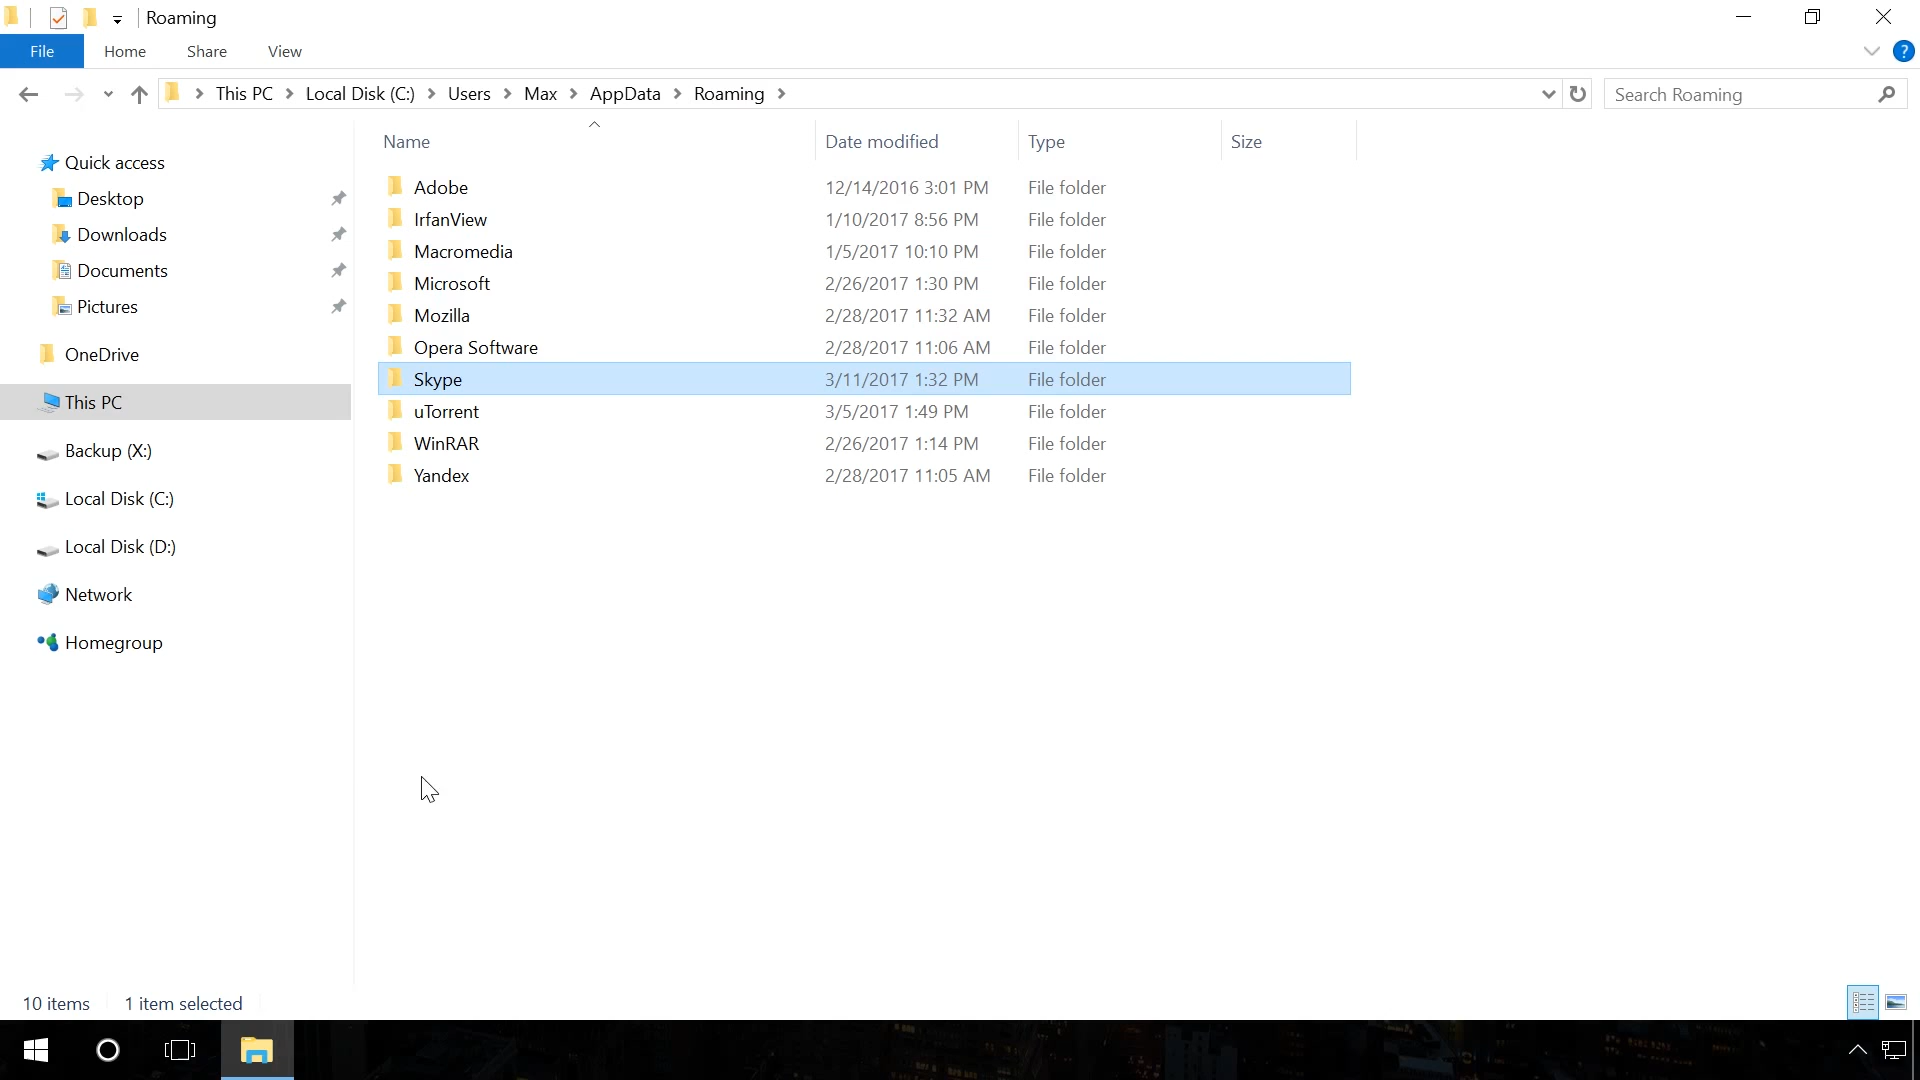 Roaming
File Home Share View ?
This PC Local Disk (C:) Users Max AppData Roaming Search Roaming
Name Date modified Type Size
Quick access
Desktop
Downloads
Documents
Pictures
OneDrive
This PC
Backup (X:)
Local Disk (C:)
Local Disk (D:)
Network
Homegroup
Adobe 12/14/2016 3:01 PM File folder
IrfanView 1/10/2017 8:56 PM File folder
Macromedia 1/5/2017 10:10 PM File folder
Microsoft 2/26/2017 1:30 PM File folder
Mozilla 2/28/2017 11:32 AM File folder
Opera Software 2/28/2017 11:06 AM File folder
Skype 3/11/2017 1:32 PM File folder
uTorrent 3/5/2017 1:49 PM File folder
WinRAR 2/26/2017 1:14 PM File folder
Yandex 2/28/2017 11:05 AM File folder
10 items 1 item selected